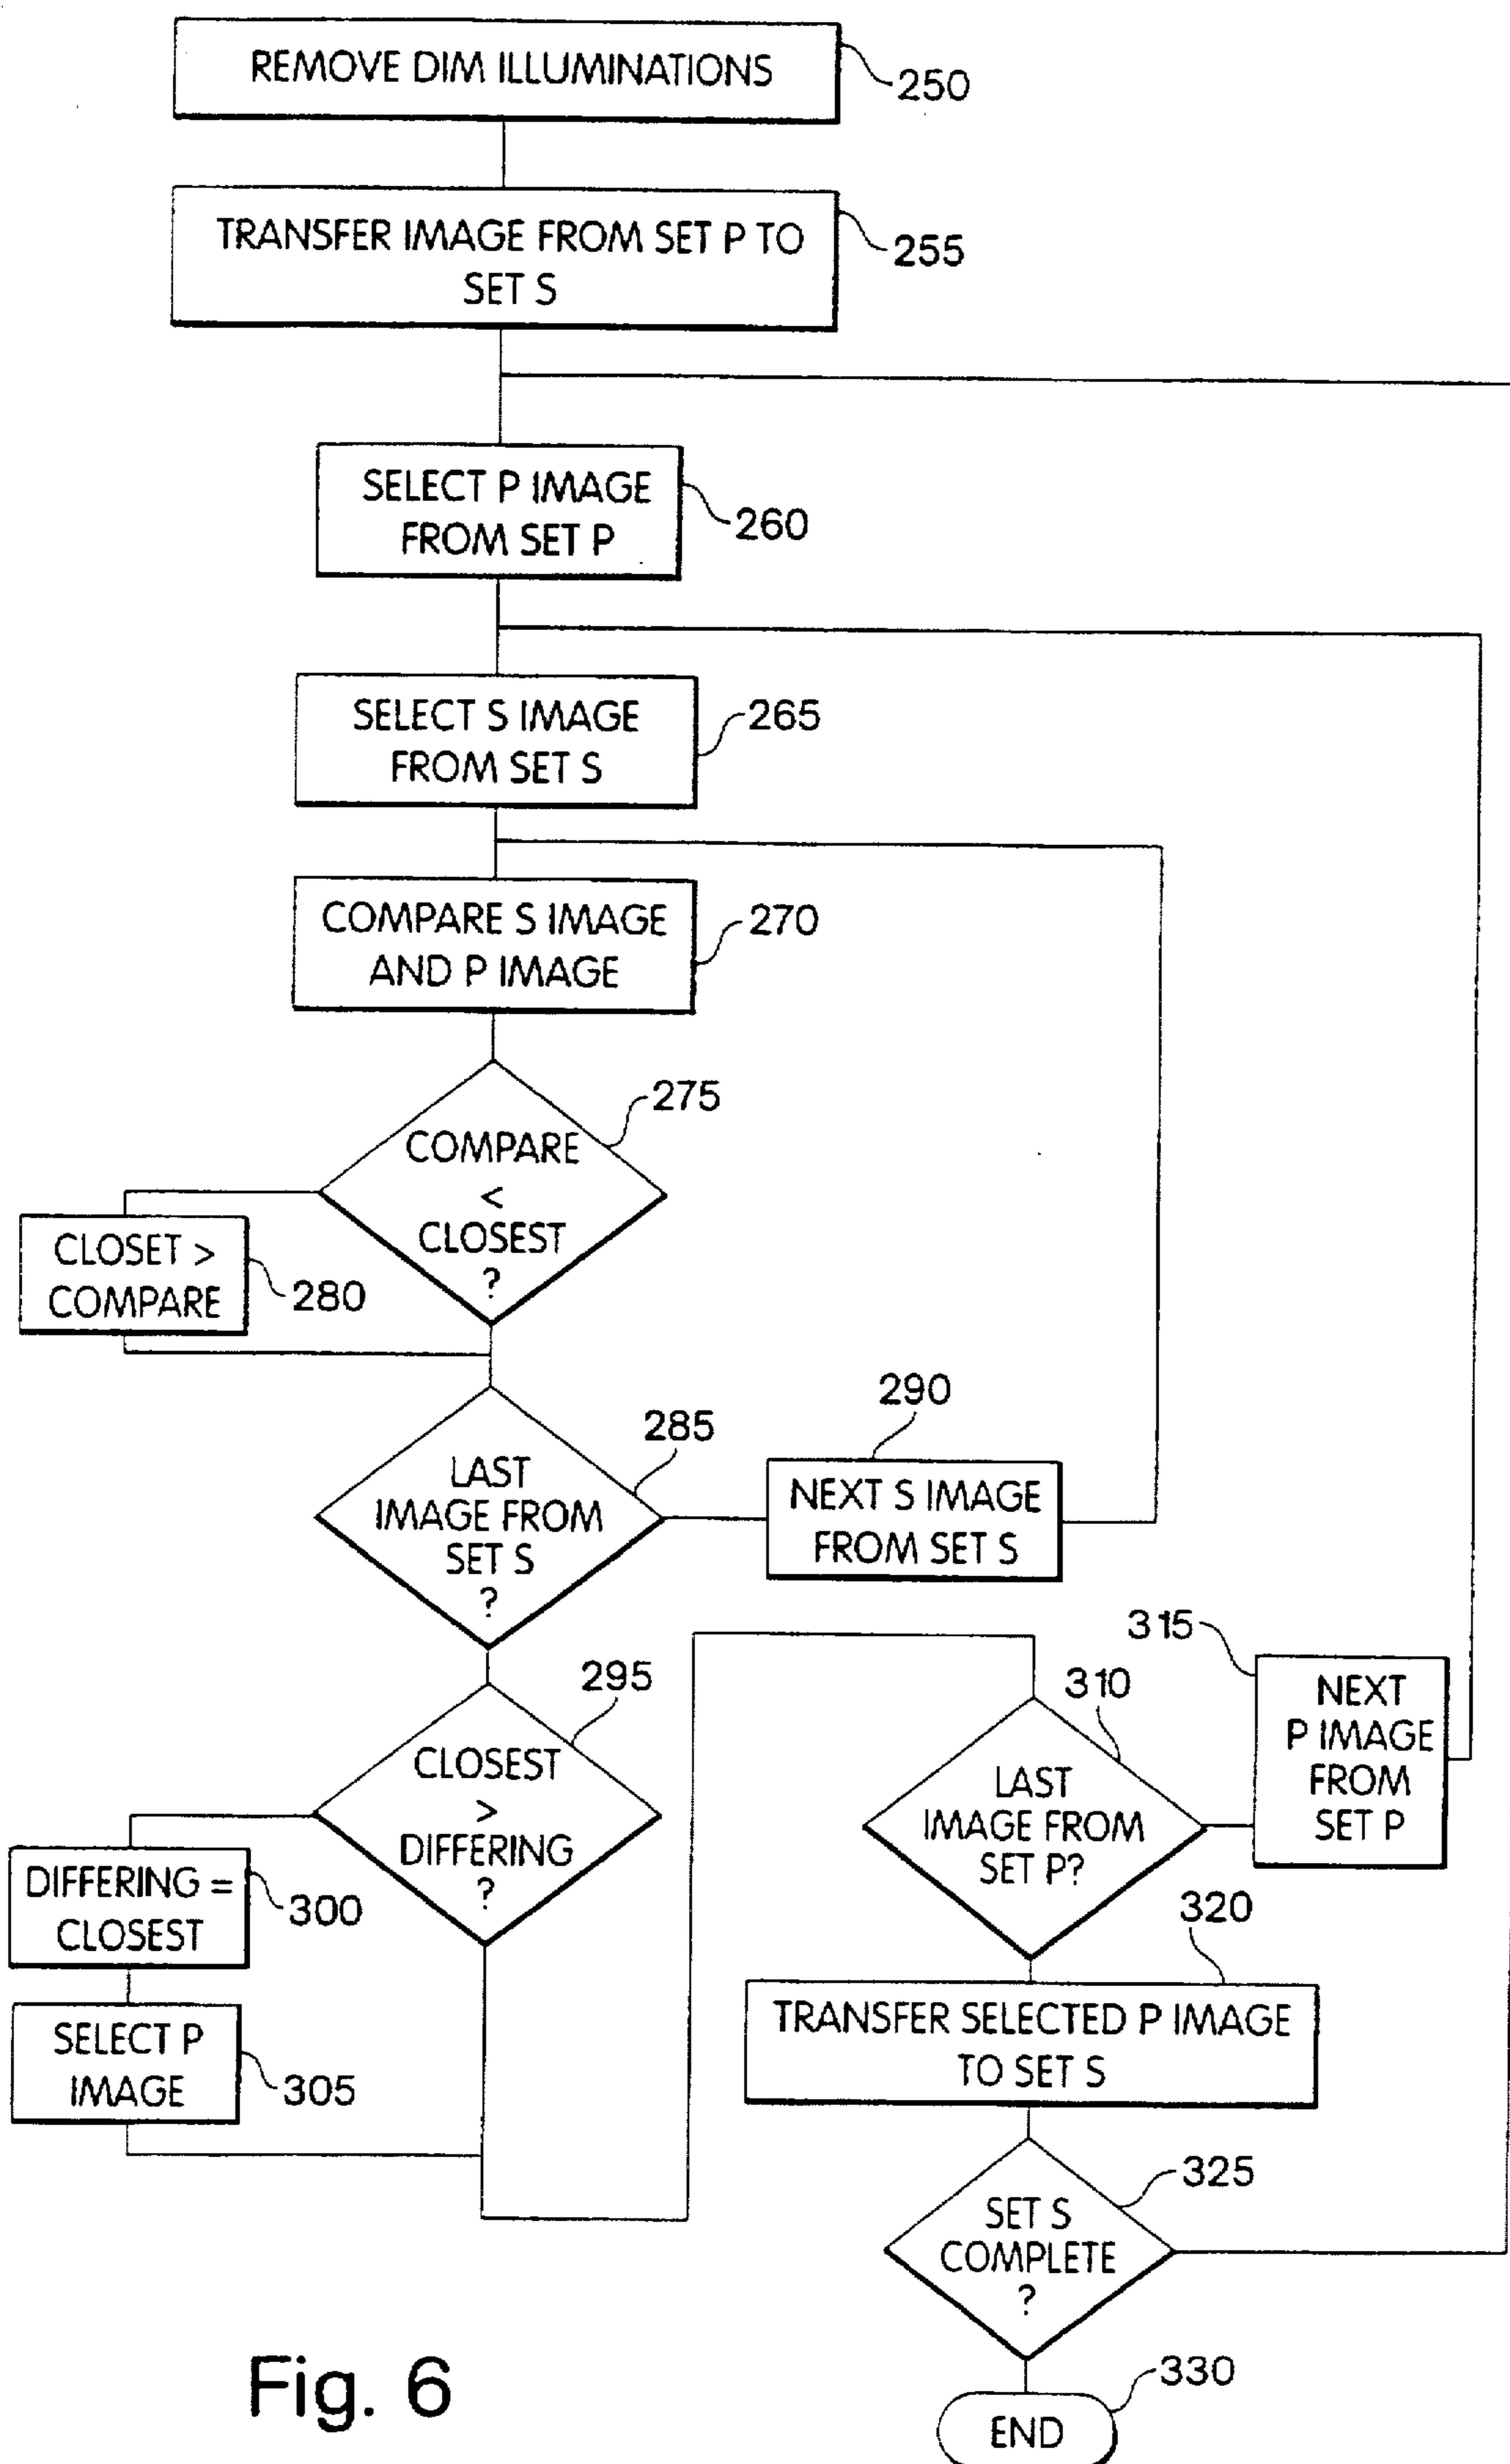 REMOVE DIM ILLUMINATIONS
250
TRANSFER IMAGE FROM SET P TO
SET S
255
SELECT P IMAGE
FROM SET P
260
SELECT S IMAGE
FROM SET S
265
COMPARE S IMAGE
AND P IMAGE
270
COMPARE
<
CLOSEST
?
275
CLOSET >
COMPARE
280
LAST
IMAGE FROM
SET S
?
285
NEXT S IMAGE
FROM SET S
290
CLOSEST
>
DIFFERING
?
295
DIFFERING =
CLOSEST
300
SELECT P
IMAGE
305
LAST
IMAGE FROM
SET P?
310
NEXT
P IMAGE
FROM
SET P
315
TRANSFER SELECTED P IMAGE
TO SET S
320
SET S
COMPLETE
?
325
END
330
Fig. 6